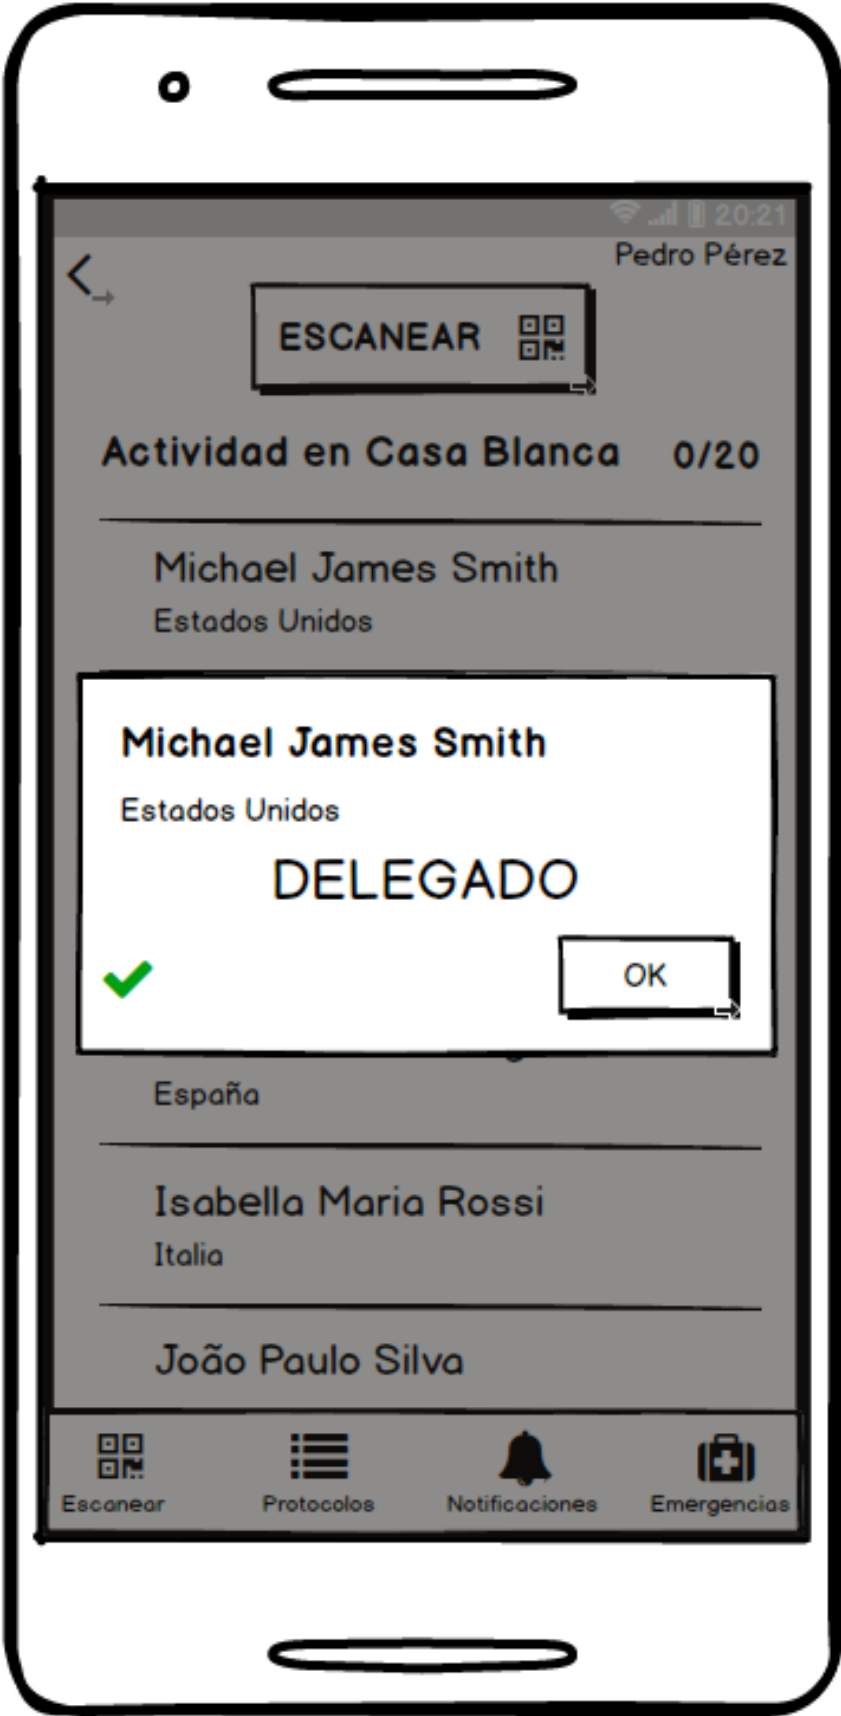 20:21
Pedro Pérez
ESCANEAR
Actividad en Casa Blanca 0/20
Michael James Smith
Estados Unidos
Michael James Smith
Estados Unidos
DELEGADO
OK
España
Isabella Maria Rossi
Italia
João Paulo Silva
Escanear Protocolos Notificaciones Emergencias